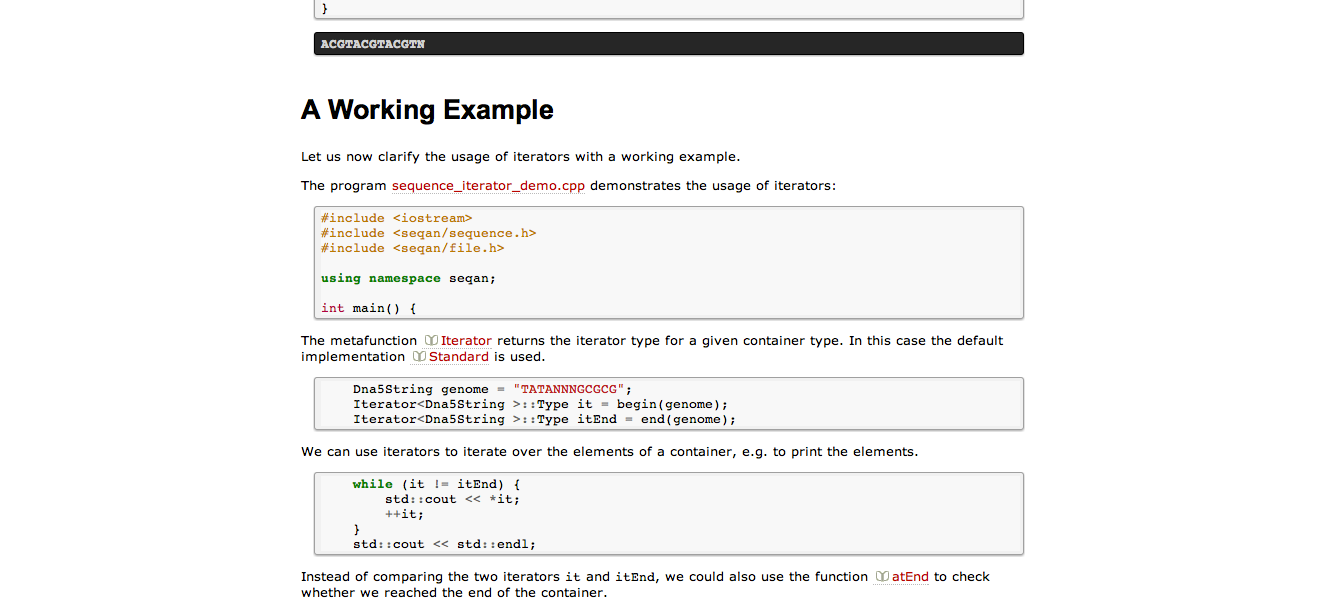 }
ACGTACGTACGTN
A Working Example
Let us now clarify the usage of iterators with a working example.
The program sequence_iterator_demo.cpp demonstrates the usage of iterators:
#include <iostream>
#include <seqan/sequence.h>
#include <seqan/file.h>
using namespace seqan;
int main() {
The metafunction Iterator returns the iterator type for a given container type. In this case the default
implementation Standard is used.
Dna5String genome = "TATANNNGCGCG";
Iterator<Dna5String >::Type it = begin(genome);
Iterator<Dna5String >::Type itEnd = end(genome);
We can use iterators to iterate over the elements of a container, e.g. to print the elements.
while (it != itEnd) {
std::cout << *it;
++it;
}
std::cout << std::endl;
Instead of comparing the two iterators it and itEnd, we could also use the function atEnd to check
whether we reached the end of the container.